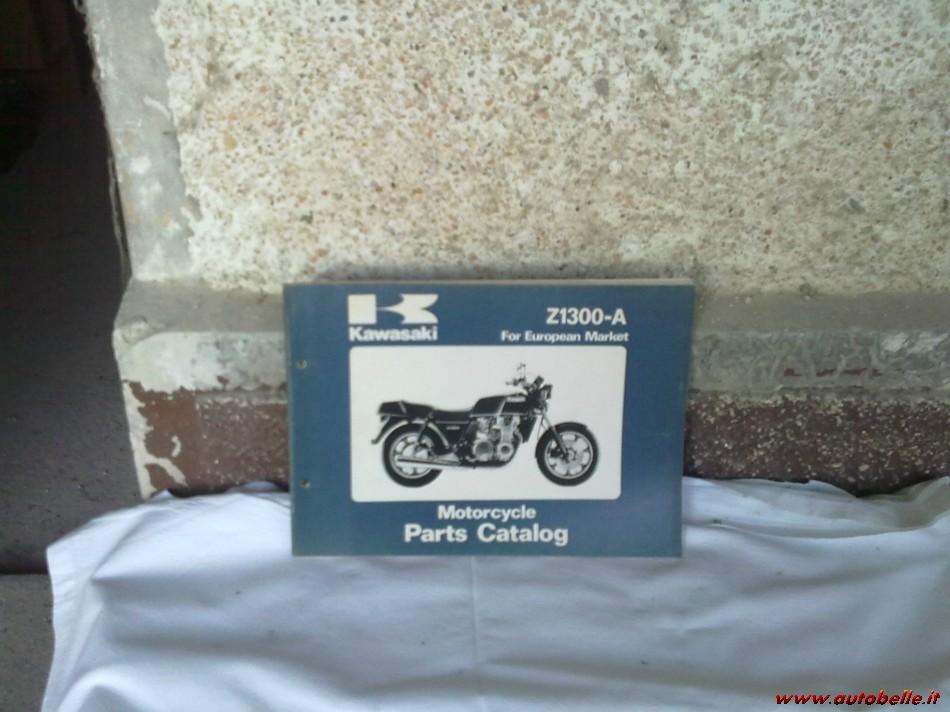 Kawasaki
Z1300-A
For European Market
Motorcycle
Parts Catalog
www.autobelle.it